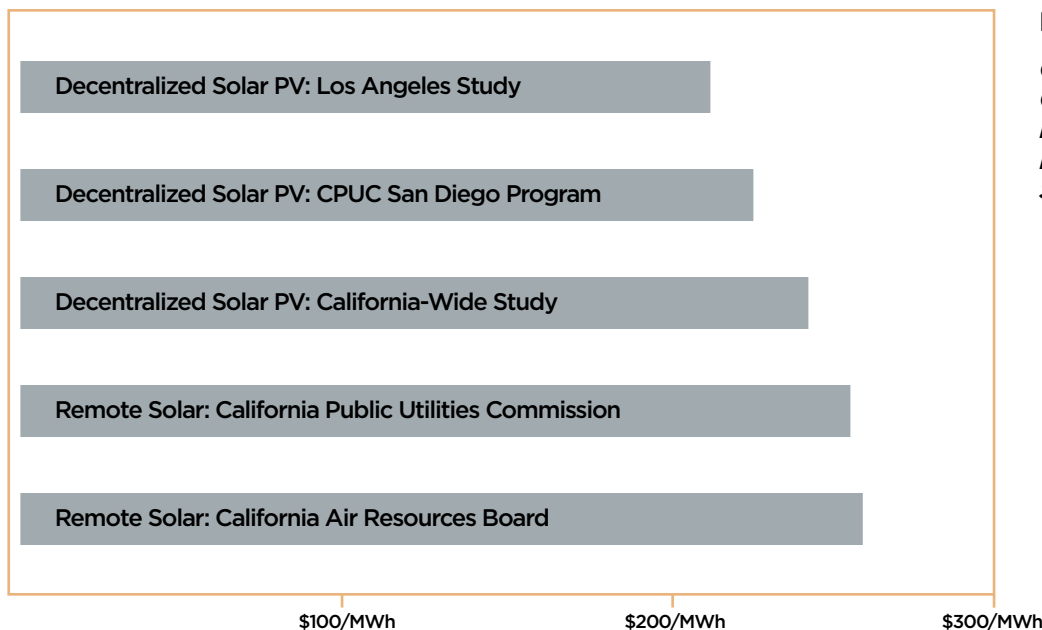 Decentralized Solar PV: Los Angeles Study
Decentralized Solar PV: CPUC San Diego Program
Decentralized Solar PV: California-Wide Study
Remote Solar: California Public Utilities Commission
Remote Solar: California Air Resources Board
$100/MWh
$200/MWh
$300/MWh